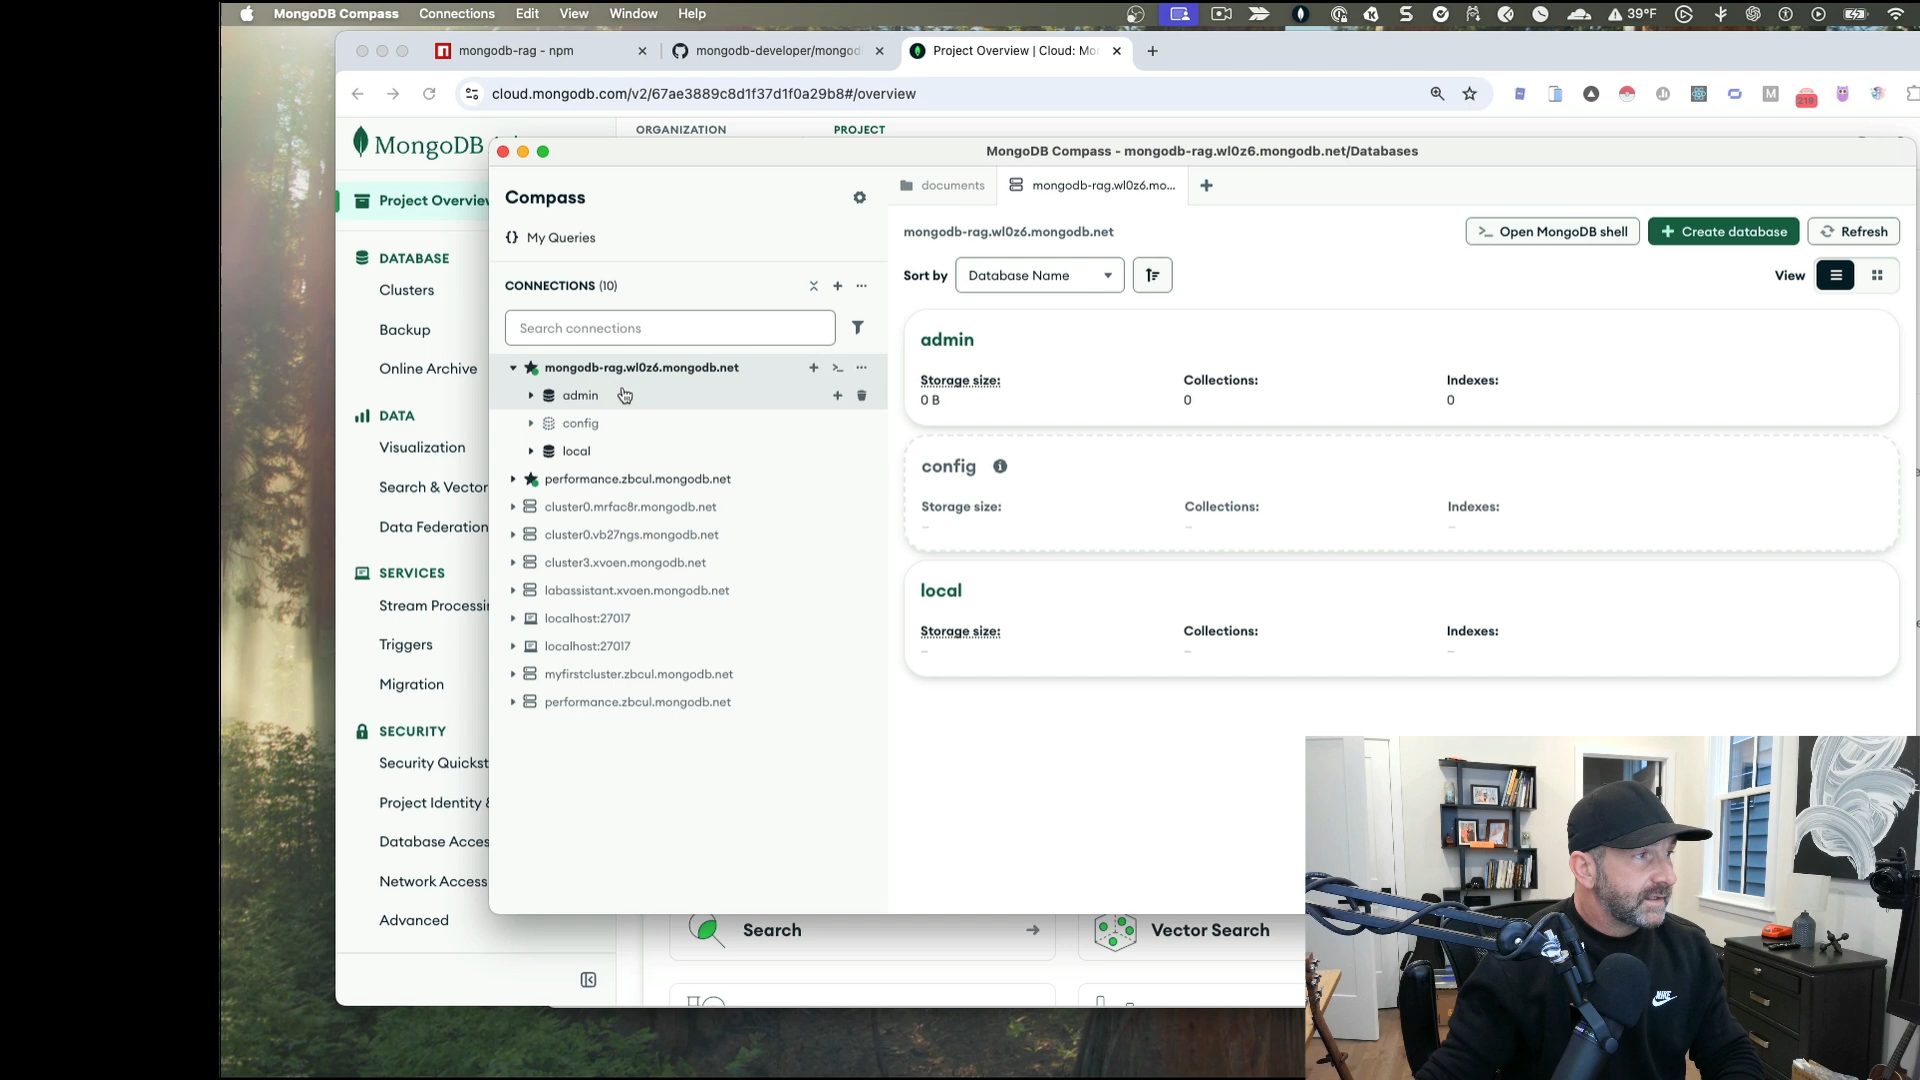 MongoDB Compass Connections Edit View Window Help 39°F
mongodb-rag - npm
mongodb-developer/mongod
Project Overview | Cloud: Mo
cloud.mongodb.com/v2/67ae3889c8d1f37d1f0a29b8#/overview
219
MongoDB
ORGANIZATION
PROJECT
Project Overview
DATABASE
Clusters
Backup
Online Archive
DATA
Visualization
Search & Vector
Data Federation
SERVICES
Stream Processi
Triggers
Migration
SECURITY
Security Quickst
Project Identity &
Database Acces
Network Access
Advanced
MongoDB Compass - mongodb-rag.wl0z6.mongodb.net/Databases
Compass
{} My Queries
CONNECTIONS (10)
Search connections
mongodb-rag.wl0z6.mongodb.net
admin
config
local
performance.zbcul.mongodb.net
cluster0.mrfac8r.mongodb.net
cluster0.vb27ngs.mongodb.net
cluster3.xvoen.mongodb.net
labassistant.xvoen.mongodb.net
localhost:27017
localhost:27017
myfirstcluster.zbcul.mongodb.net
performance.zbcul.mongodb.net
documents
mongodb-rag.wl0z6.mo...
mongodb-rag.wl0z6.mongodb.net
>_ Open MongoDB shell
+ Create database
Refresh
Sort by
Database Name
View
admin
Storage size: Collections: Indexes:
0 B 0 0
config
Storage size: Collections: Indexes:
– – –
local
Storage size: Collections: Indexes:
– – –
Search
Vector Search
NIKE